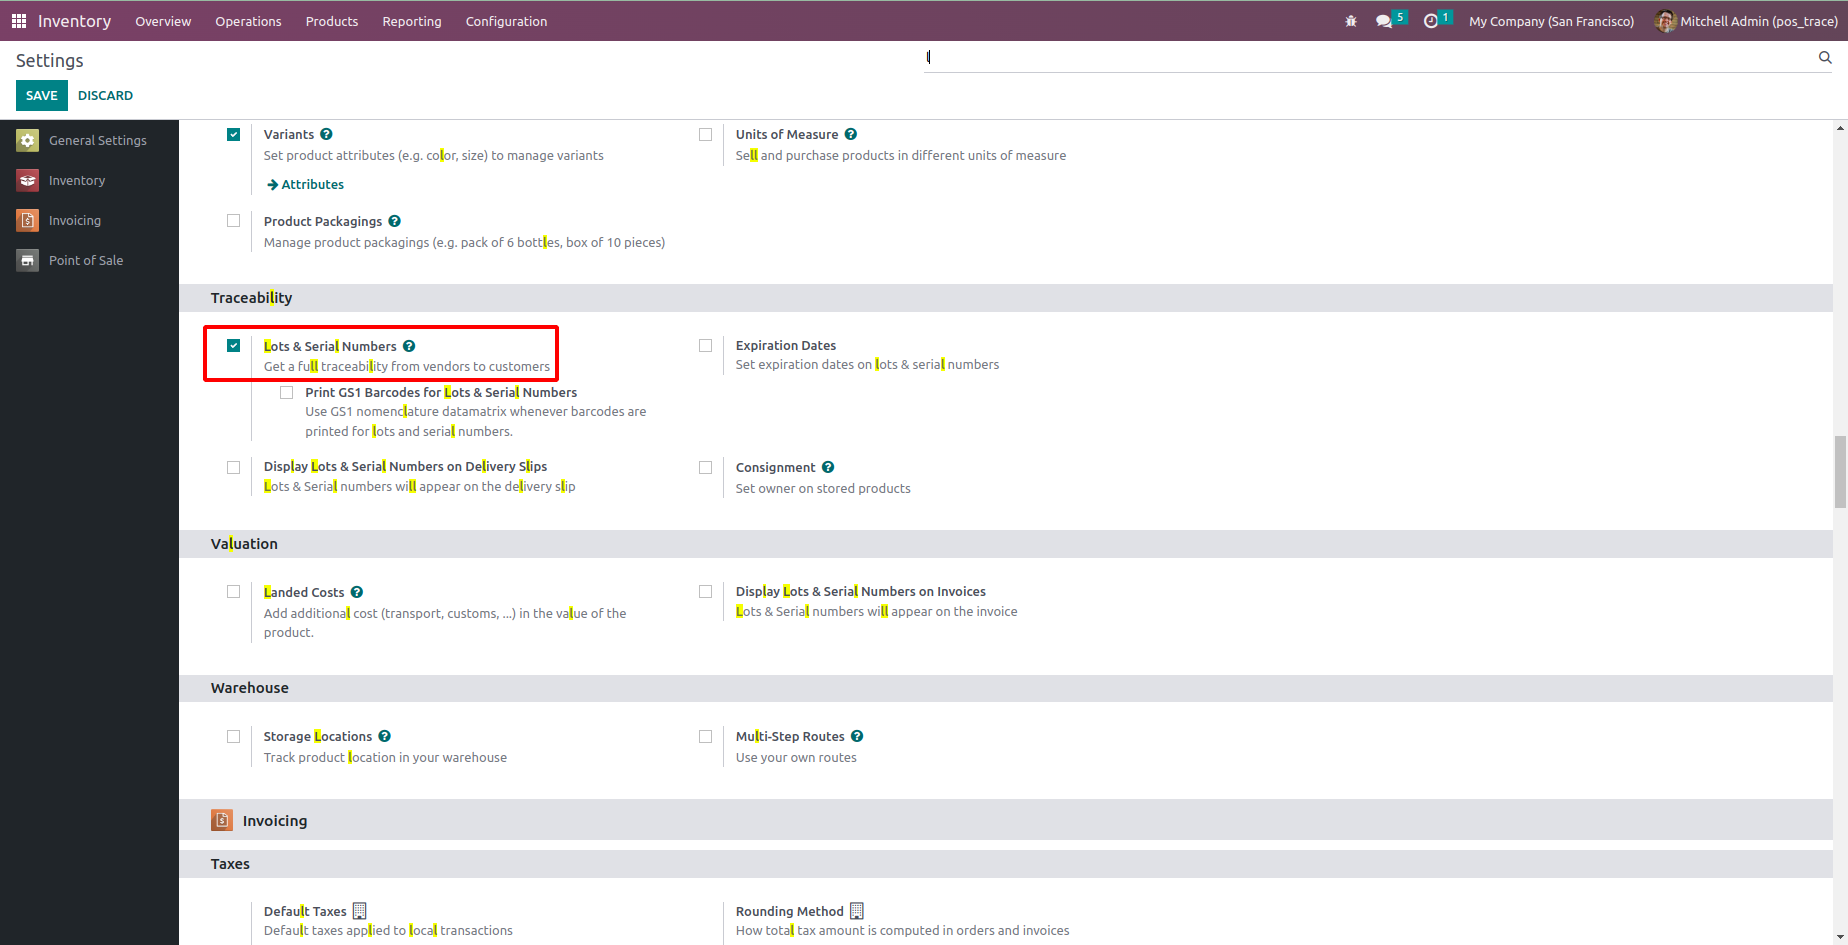 Inventory Overview Operations Products Reporting Configuration 5 1 My Company (San Francisco) Mitchell Admin (pos_trace)
Settings
l
SAVE DISCARD
General Settings
Inventory
Invoicing
Point of Sale
Variants
Set product attributes (e.g. color, size) to manage variants
Attributes
Units of Measure
Sell and purchase products in different units of measure
Product Packagings
Manage product packagings (e.g. pack of 6 bottles, box of 10 pieces)
Traceability
Lots & Serial Numbers
Get a full traceability from vendors to customers
Print GS1 Barcodes for Lots & Serial Numbers
Use GS1 nomenclature datamatrix whenever barcodes are
printed for lots and serial numbers.
Expiration Dates
Set expiration dates on lots & serial numbers
Display Lots & Serial Numbers on Delivery Slips
Lots & Serial numbers will appear on the delivery slip
Consignment
Set owner on stored products
Valuation
Landed Costs
Add additional cost (transport, customs, ...) in the value of the
product.
Display Lots & Serial Numbers on Invoices
Lots & Serial numbers will appear on the invoice
Warehouse
Storage Locations
Track product location in your warehouse
Multi-Step Routes
Use your own routes
Invoicing
Taxes
Default Taxes
Default taxes applied to local transactions
Rounding Method
How total tax amount is computed in orders and invoices